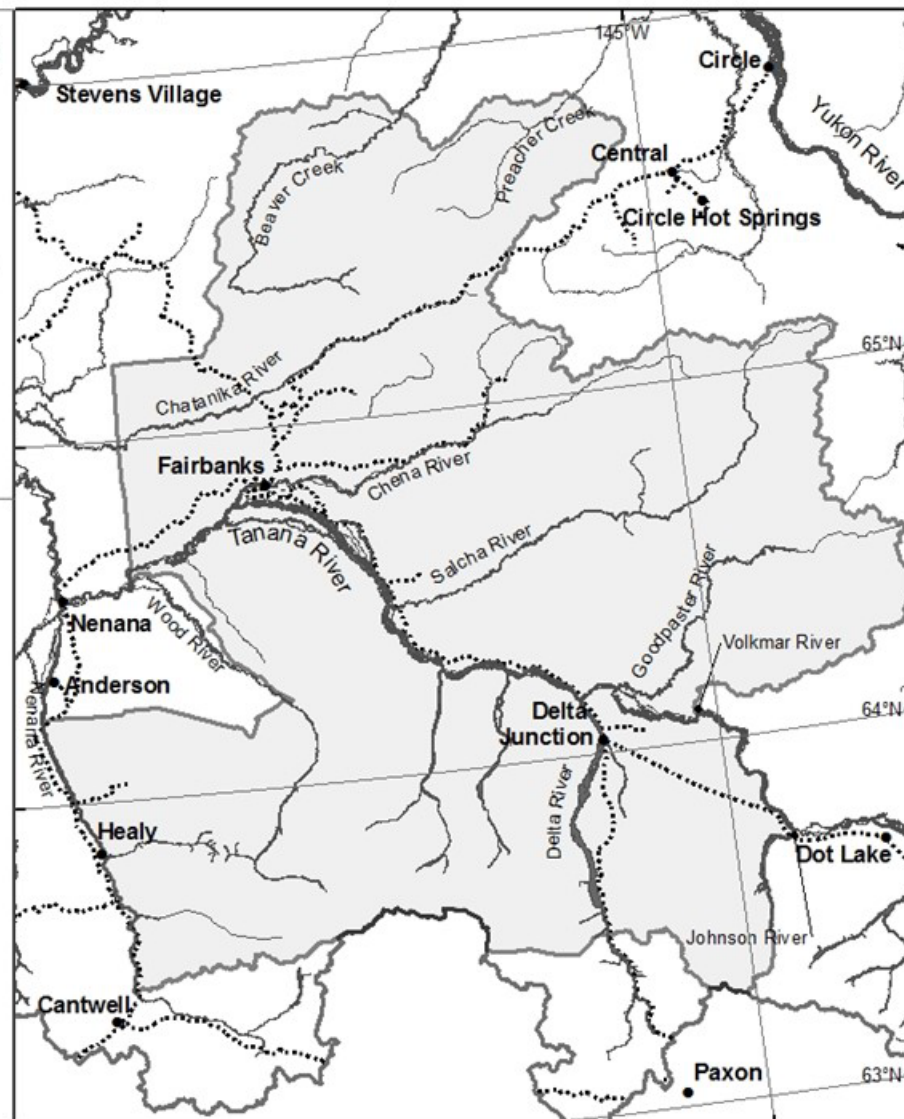 145°W
Circle
Stevens Village
Yukon River
Preacher Creek
Central
Beaver Creek
Circle Hot Springs
65°N
Chatanika River
Fairbanks
Chena River
Tanana River
Salcha River
Goodpaster River
Wood River
Nenana
Volkmar River
Anderson
Nenana River
64°N
Delta
Junction
Delta River
Healy
Dot Lake
Johnson River
Cantwell
Paxon
63°N